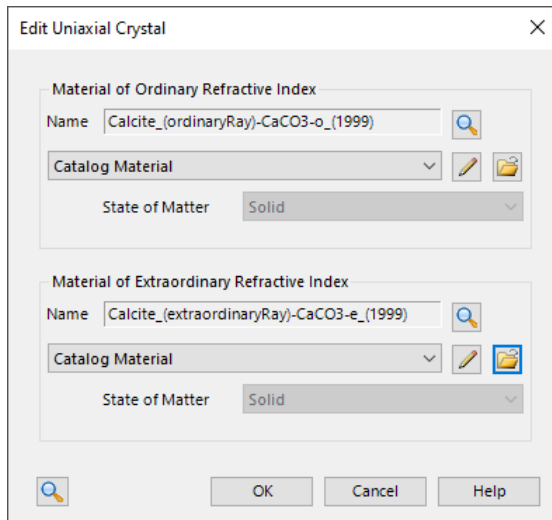 Edit Uniaxial Crystal
Material of Ordinary Refractive Index
Name Calcite_(ordinaryRay)-CaCO3-o_(1999)
Catalog Material
State of Matter Solid
Material of Extraordinary Refractive Index
Name Calcite_(extraordinaryRay)-CaCO3-e_(1999)
Catalog Material
State of Matter Solid
OK Cancel Help